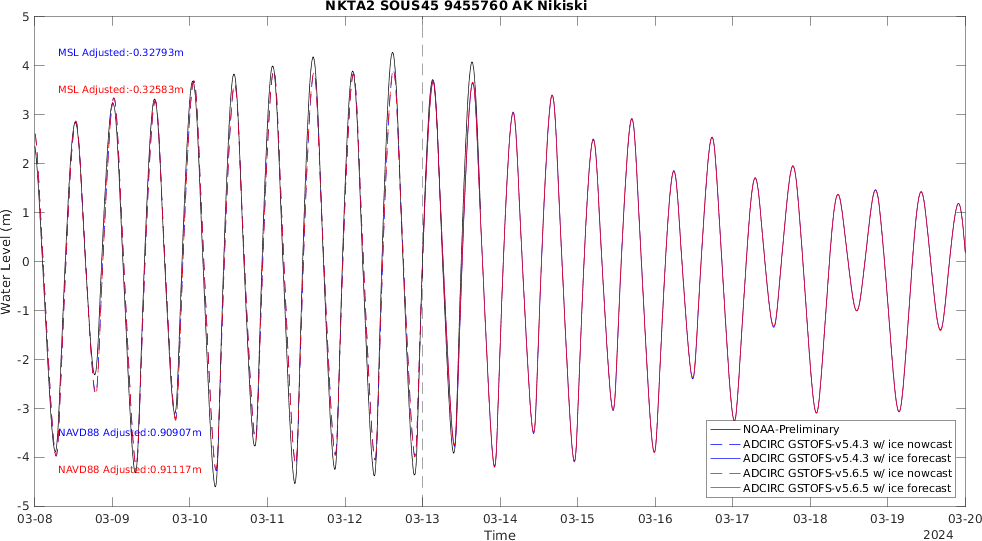 NKTA2 SOUS45 9455760 AK Nikiski
MSL Adjusted:-0.32793m
MSL Adjusted:-0.32583m
NAVD88 Adjusted:0.90907m
NAVD88 Adjusted:0.91117m
Water Level (m)
5
4
3
2
1
0
-1
-2
-3
-4
-5
NOAA-Preliminary
ADCIRC GSTOFS-v5.4.3 w/ ice nowcast
ADCIRC GSTOFS-v5.4.3 w/ ice forecast
ADCIRC GSTOFS-v5.6.5 w/ ice nowcast
ADCIRC GSTOFS-v5.6.5 w/ ice forecast
03-08 03-09 03-10 03-11 03-12 03-13 03-14 03-15 03-16 03-17 03-18 03-19 03-20
Time
2024